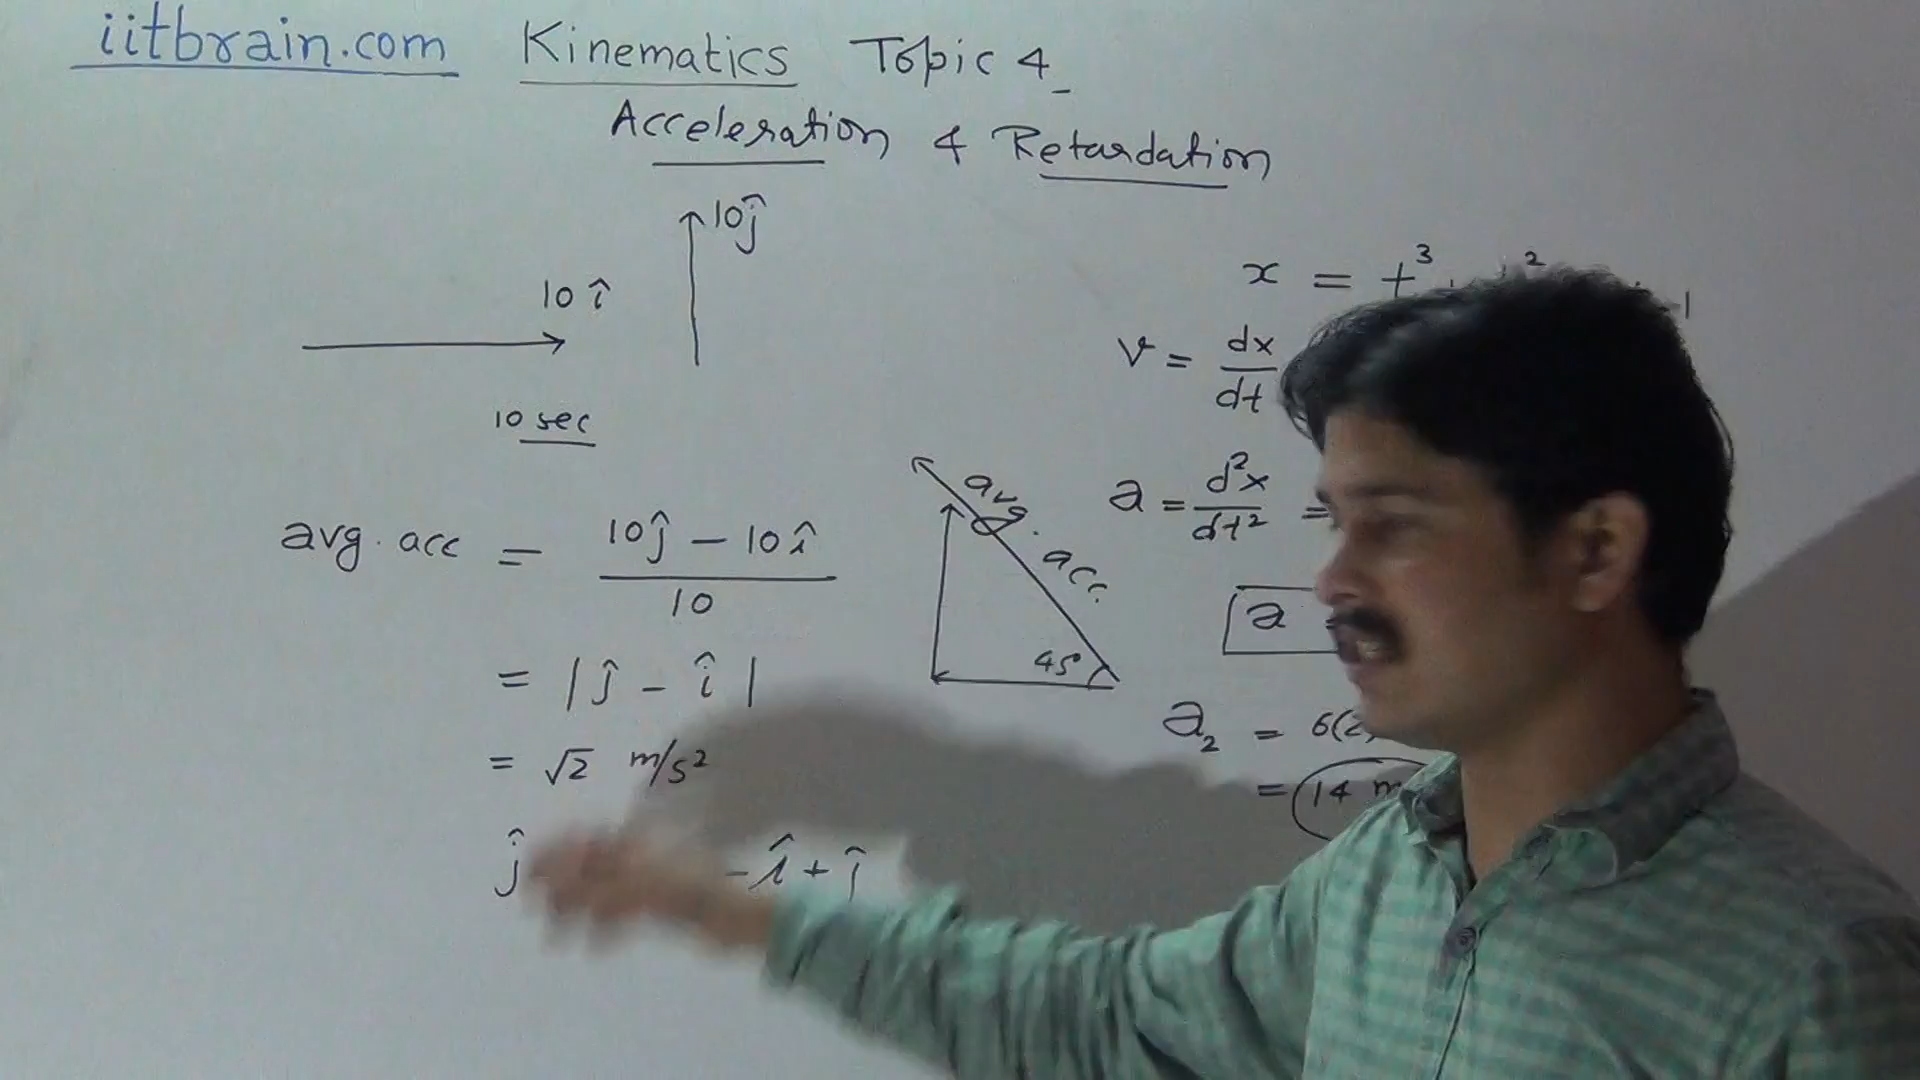 iitbrain.com Kinematics Topic 4
Acceleration & Retardation
10ĵ
10 î
10 sec
avg. acc = 10ĵ - 10î / 10
= |ĵ - î|
= √2 m/s²
ĵ -î + ĵ
avg. acc.
45°
x = t³
v = dx/dt
a = d²x/dt² =
a
a₂ = 6(2)
= 14 m